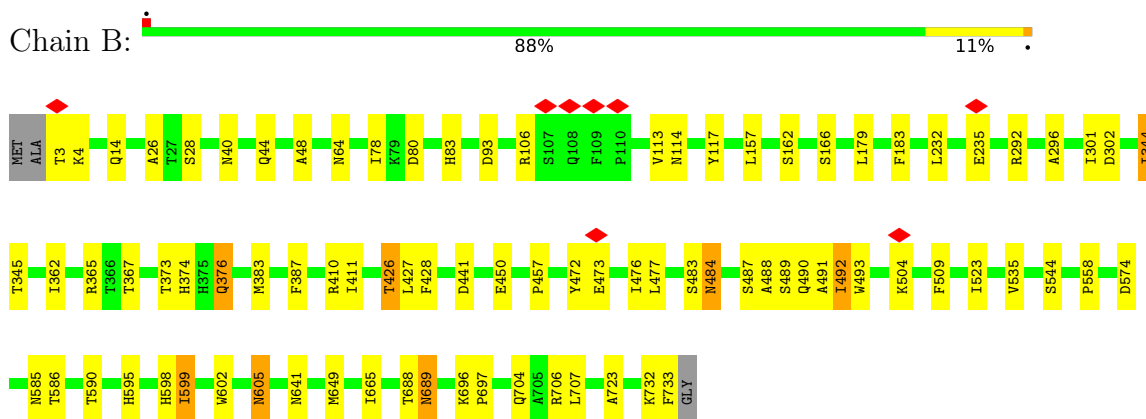 Chain B:
88% 11%
MET ALA T3 K4 Q14 A26 T27 S28 N40 Q44 A48 N64 I78 K79 D80 H83 D93 R106 S107 Q108 F109 P110 V113 N114 Y117 L157 S162 S166 L179 F183 L232 E235 R292 A296 I301 D302 I344
T345 I362 R365 T366 T367 T373 H374 H375 Q376 M383 F387 R410 I411 T426 L427 F428 D441 E450 P457 Y472 E473 I476 L477 S483 N484 S487 A488 S489 Q490 A491 I492 W493 K504 F509 I523 V535 S544 P558 D574
N585 T586 T590 H595 H598 I599 W602 N605 N641 M649 I665 T688 N689 K696 P697 Q704 A705 R706 L707 A723 K732 F733 GLY